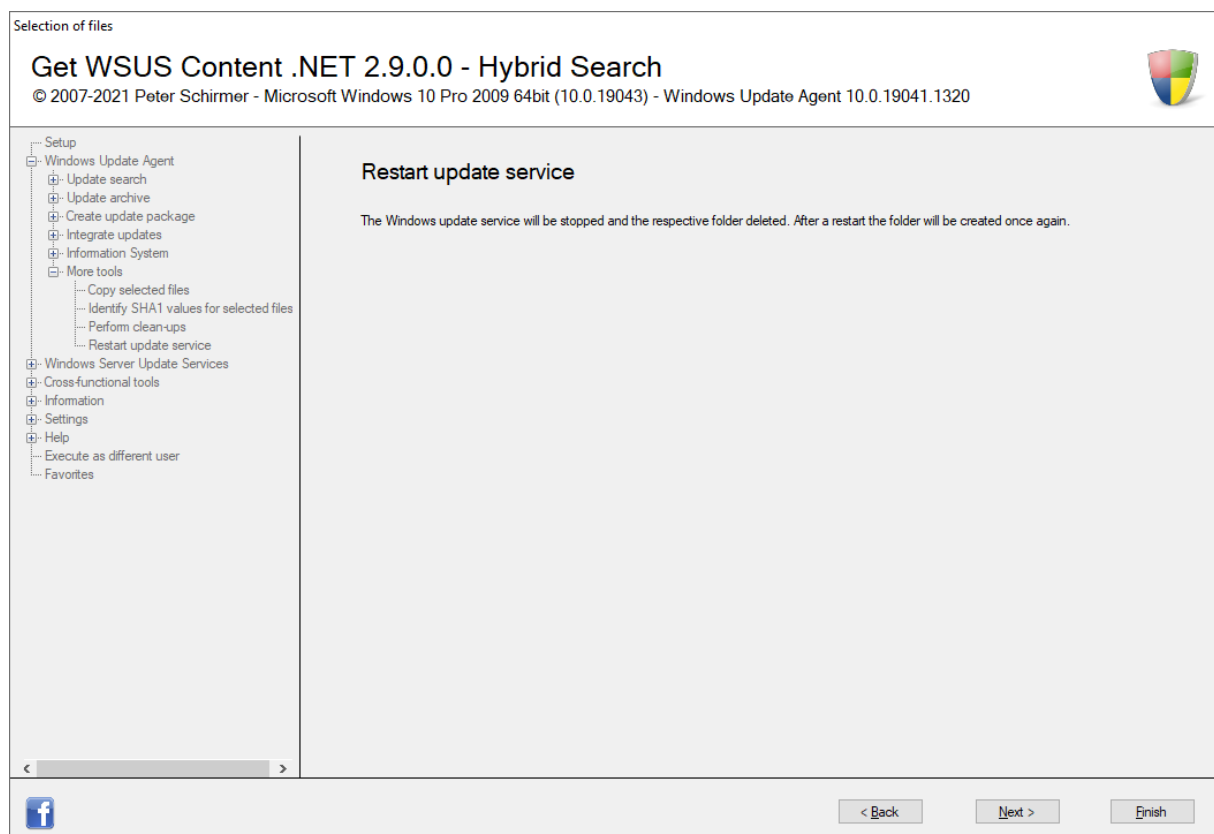 Selection of files
Get WSUS Content .NET 2.9.0.0 - Hybrid Search
© 2007-2021 Peter Schirmer - Microsoft Windows 10 Pro 2009 64bit (10.0.19043) - Windows Update Agent 10.0.19041.1320
Setup
Windows Update Agent
Update search
Update archive
Create update package
Integrate updates
Information System
More tools
Copy selected files
Identify SHA1 values for selected files
Perform clean-ups
Restart update service
Windows Server Update Services
Cross-functional tools
Information
Settings
Help
Execute as different user
Favorites
Restart update service
The Windows update service will be stopped and the respective folder deleted. After a restart the folder will be created once again.
< Back
Next >
Finish